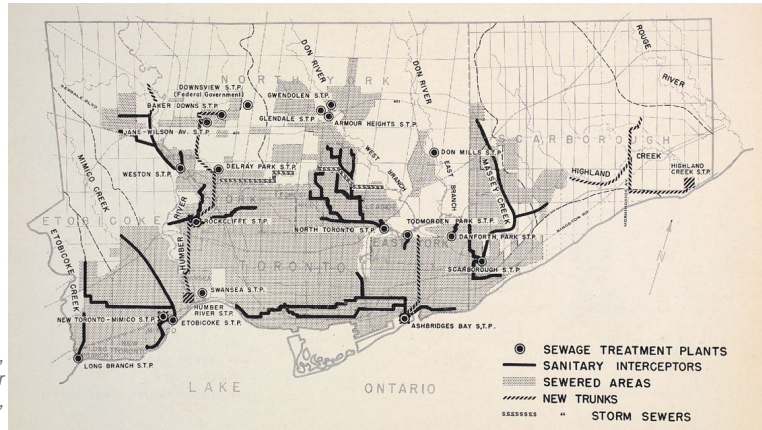 ROUGE
RIVER
DON RIVER
DON RIVER
NORTH YORK
DOWNSVIEW S.T.P.
(Federal Government)
GWENDOLEN S.T.P.
BAKER DOWNS S.T.P.
GLENDALE S.T.P.
ARMOUR HEIGHTS S.T.P.
401
JANE-WILSON AV. S.T.P.
SCARBOROUGH
MIMICO CREEK
WEST BRANCH
DON MILLS S.T.P.
EAST BRANCH
MASSEY CREEK
WESTON S.T.P.
DELRAY PARK S.T.P.
HIGHLAND CREEK
HIGHLAND
CREEK S.T.P.
ETOBICOKE
YORK
LEASIDE
HUMBER RIVER
ROCKCLIFFE S.T.P.
NORTH TORONTO S.T.P.
TODMORDEN PARK S.T.P.
KINGSTON RD
EAST YORK
DANFORTH PARK S.T.P.
ETOBICOKE CREEK
TORONTO
SCARBOROUGH S.T.P.
SWANSEA S.T.P.
HUMBER
RIVER S.T.P.
NEW TORONTO-MIMICO S.T.P.
ETOBICOKE S.T.P.
ASHBRIDGES BAY S.T.P.
LONG BRANCH S.T.P.
LAKE ONTARIO
SEWAGE TREATMENT PLANTS
SANITARY INTERCEPTORS
SEWERED AREAS
NEW TRUNKS
" STORM SEWERS